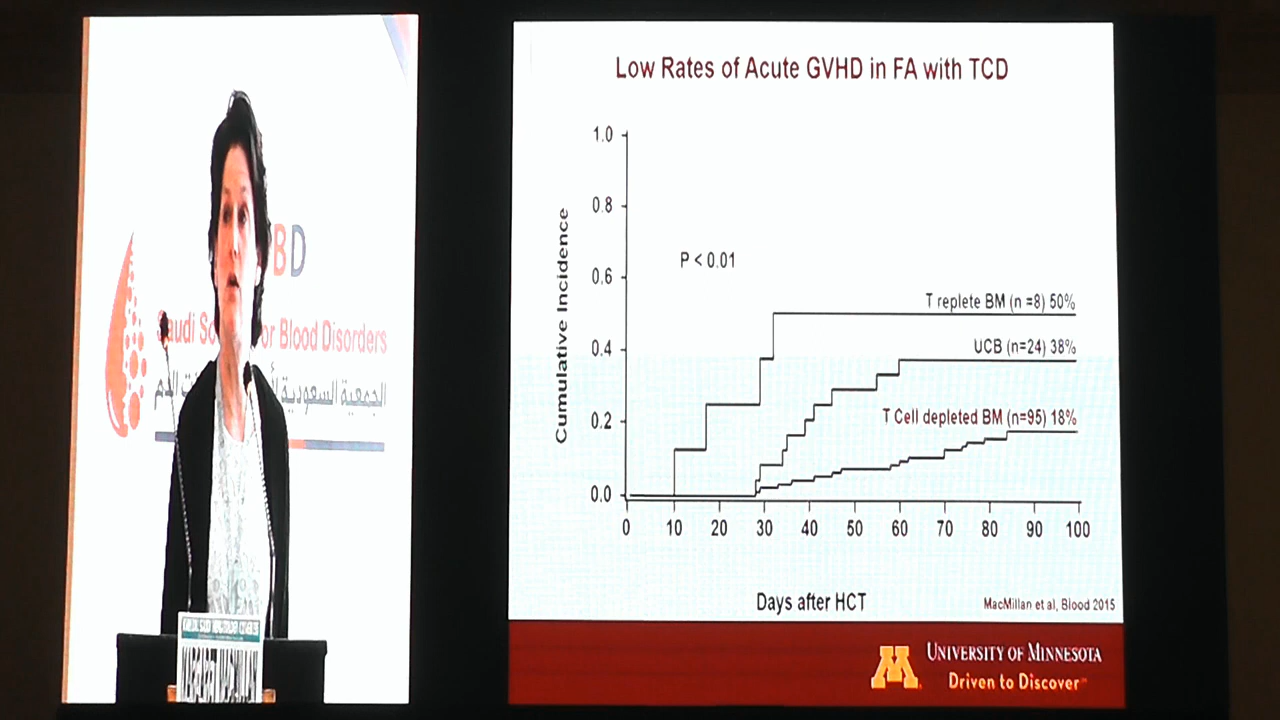 BD
Saudi So or Blood Disorders
الجمعية السعودية لأ
Low Rates of Acute GVHD in FA with TCD
1.0
0.8
0.6
0.4
0.2
0.0
Cumulative Incidence
P < 0.01
T replete BM (n =8) 50%
UCB (n=24) 38%
T Cell depleted BM (n=95) 18%
0 10 20 30 40 50 60 70 80 90 100
Days after HCT
MacMillan et al, Blood 2015
M UNIVERSITY OF MINNESOTA
Driven to Discover